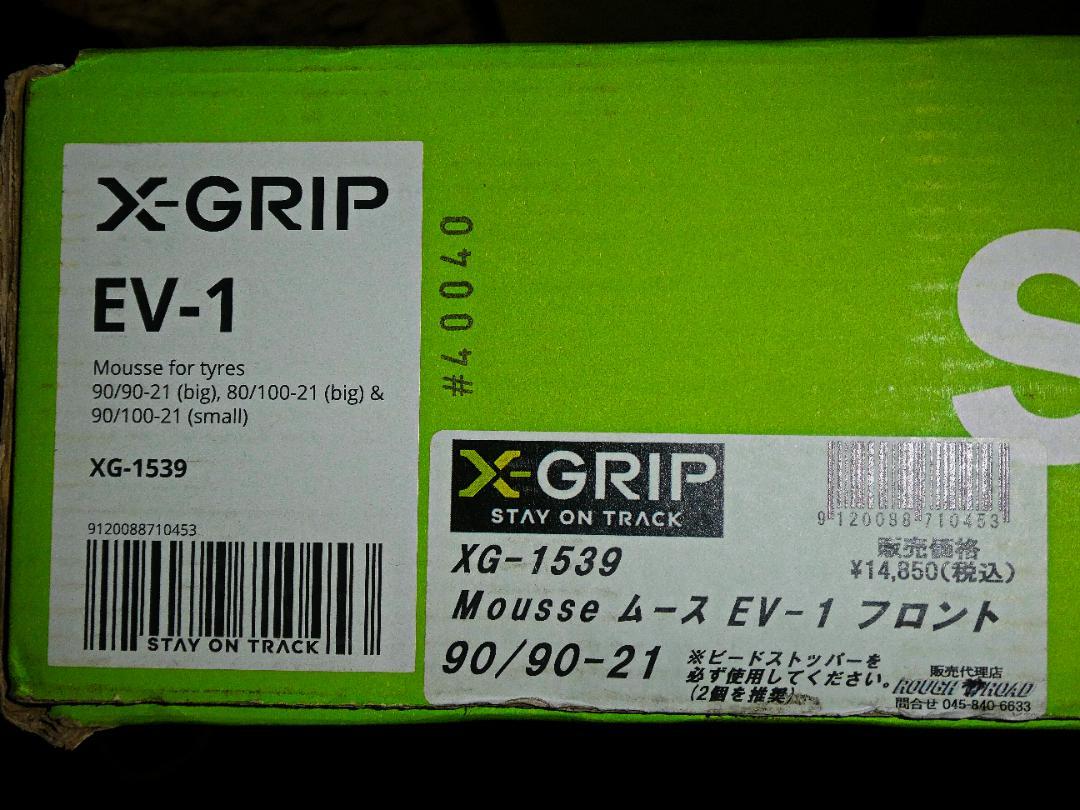 X-GRIP
EV-1
Mousse for tyres
90/90-21 (big), 80/100-21 (big) &
90/100-21 (small)
XG-1539
9120088710453
STAY ON TRACK
#40040
S
X-GRIP
STAY ON TRACK
9 120088 710453
販売価格
¥14,850(税込)
XG-1539
Mousse ムース EV-1 フロント
90/90-21
※ビードストッパーを
必ず使用してください。
(2個を推奨)
販売代理店
ROUGH ROAD
問合せ 045-840-6633